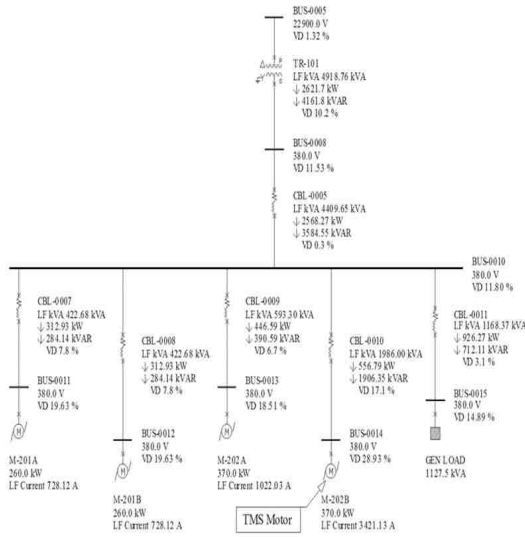 BUS-0005
22900.0 V
VD 1.32 %
TR-101
LF kVA 4918.76 kVA
↓ 2621.7 kW
↓ 4161.8 kVAR
VD 10.2 %
BUS-0008
380.0 V
VD 11.53 %
CBL-0005
LF kVA 4409.65 kVA
↓ 2568.27 kW
↓ 3584.55 kVAR
VD 0.3 %
BUS-0010
380.0 V
VD 11.80 %
CBL-0007
LF kVA 422.68 kVA
↓ 312.93 kW
↓ 284.14 kVAR
VD 7.8 %
BUS-0011
380.0 V
VD 19.63 %
M
M-201A
260.0 kW
LF Current 728.12 A
CBL-0008
LF kVA 422.68 kVA
↓ 312.93 kW
↓ 284.14 kVAR
VD 7.8 %
BUS-0012
380.0 V
VD 19.63 %
M
M-201B
260.0 kW
LF Current 728.12 A
CBL-0009
LF kVA 593.30 kVA
↓ 446.59 kW
↓ 390.59 kVAR
VD 6.7 %
BUS-0013
380.0 V
VD 18.51 %
M
M-202A
370.0 kW
LF Current 1022.03 A
CBL-0010
LF kVA 1986.00 kVA
↓ 556.79 kW
↓ 1906.35 kVAR
VD 17.1 %
BUS-0014
380.0 V
VD 28.93 %
M
M-202B
370.0 kW
LF Current 3421.13 A
TMS Motor
CBL-0011
LF kVA 1168.37 kVA
↓ 926.27 kW
↓ 712.11 kVAR
VD 3.1 %
BUS-0015
380.0 V
VD 14.89 %
GEN LOAD
1127.5 kVA